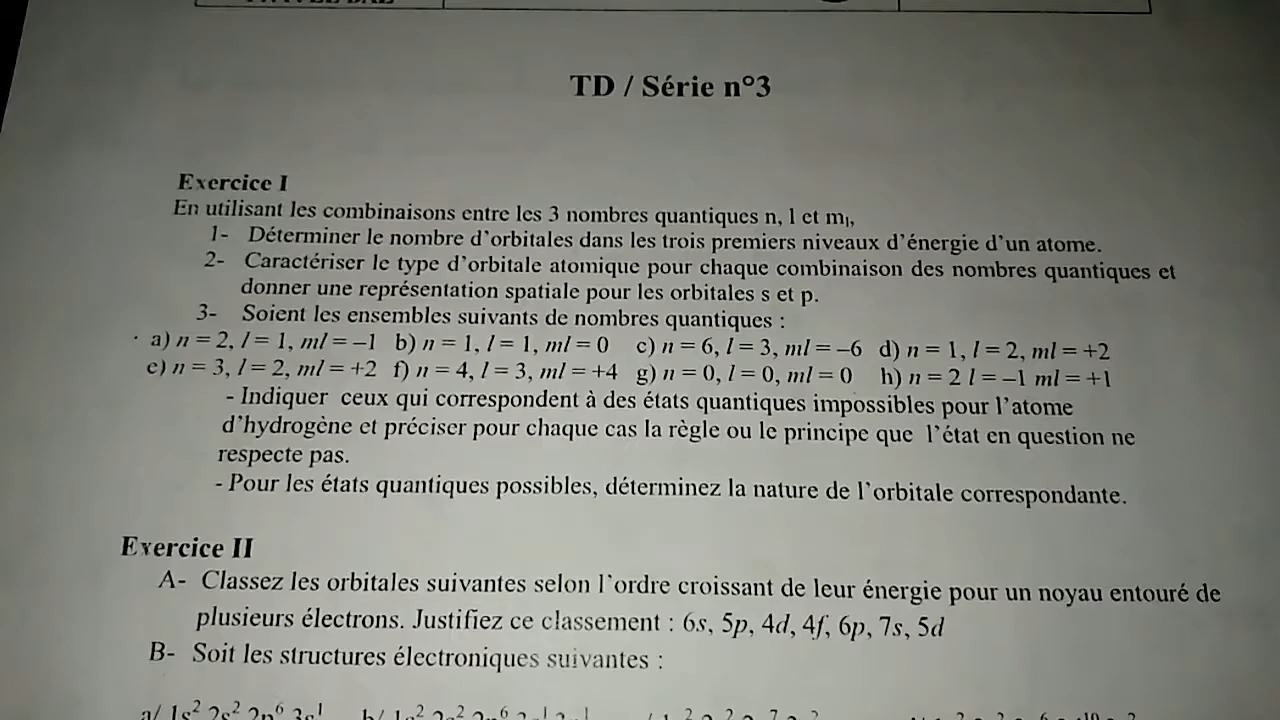 TD / Série n°3
Exercice I
En utilisant les combinaisons entre les 3 nombres quantiques n, l et mₗ,
1- Déterminer le nombre d'orbitales dans les trois premiers niveaux d'énergie d'un atome.
2- Caractériser le type d'orbitale atomique pour chaque combinaison des nombres quantiques et
donner une représentation spatiale pour les orbitales s et p.
3- Soient les ensembles suivants de nombres quantiques :
a) n = 2, l = 1, ml = –1 b) n = 1, l = 1, ml = 0 c) n = 6, l = 3, ml = –6 d) n = 1, l = 2, ml = +2
e) n = 3, l = 2, ml = +2 f) n = 4, l = 3, ml = +4 g) n = 0, l = 0, ml = 0 h) n = 2 l = –1 ml = +1
- Indiquer ceux qui correspondent à des états quantiques impossibles pour l'atome
d'hydrogène et préciser pour chaque cas la règle ou le principe que l'état en question ne
respecte pas.
- Pour les états quantiques possibles, déterminez la nature de l'orbitale correspondante.
Exercice II
A- Classez les orbitales suivantes selon l'ordre croissant de leur énergie pour un noyau entouré de
plusieurs électrons. Justifiez ce classement : 6s, 5p, 4d, 4f, 6p, 7s, 5d
B- Soit les structures électroniques suivantes :
a/ 1s² 2s² 2p⁶ 3s¹